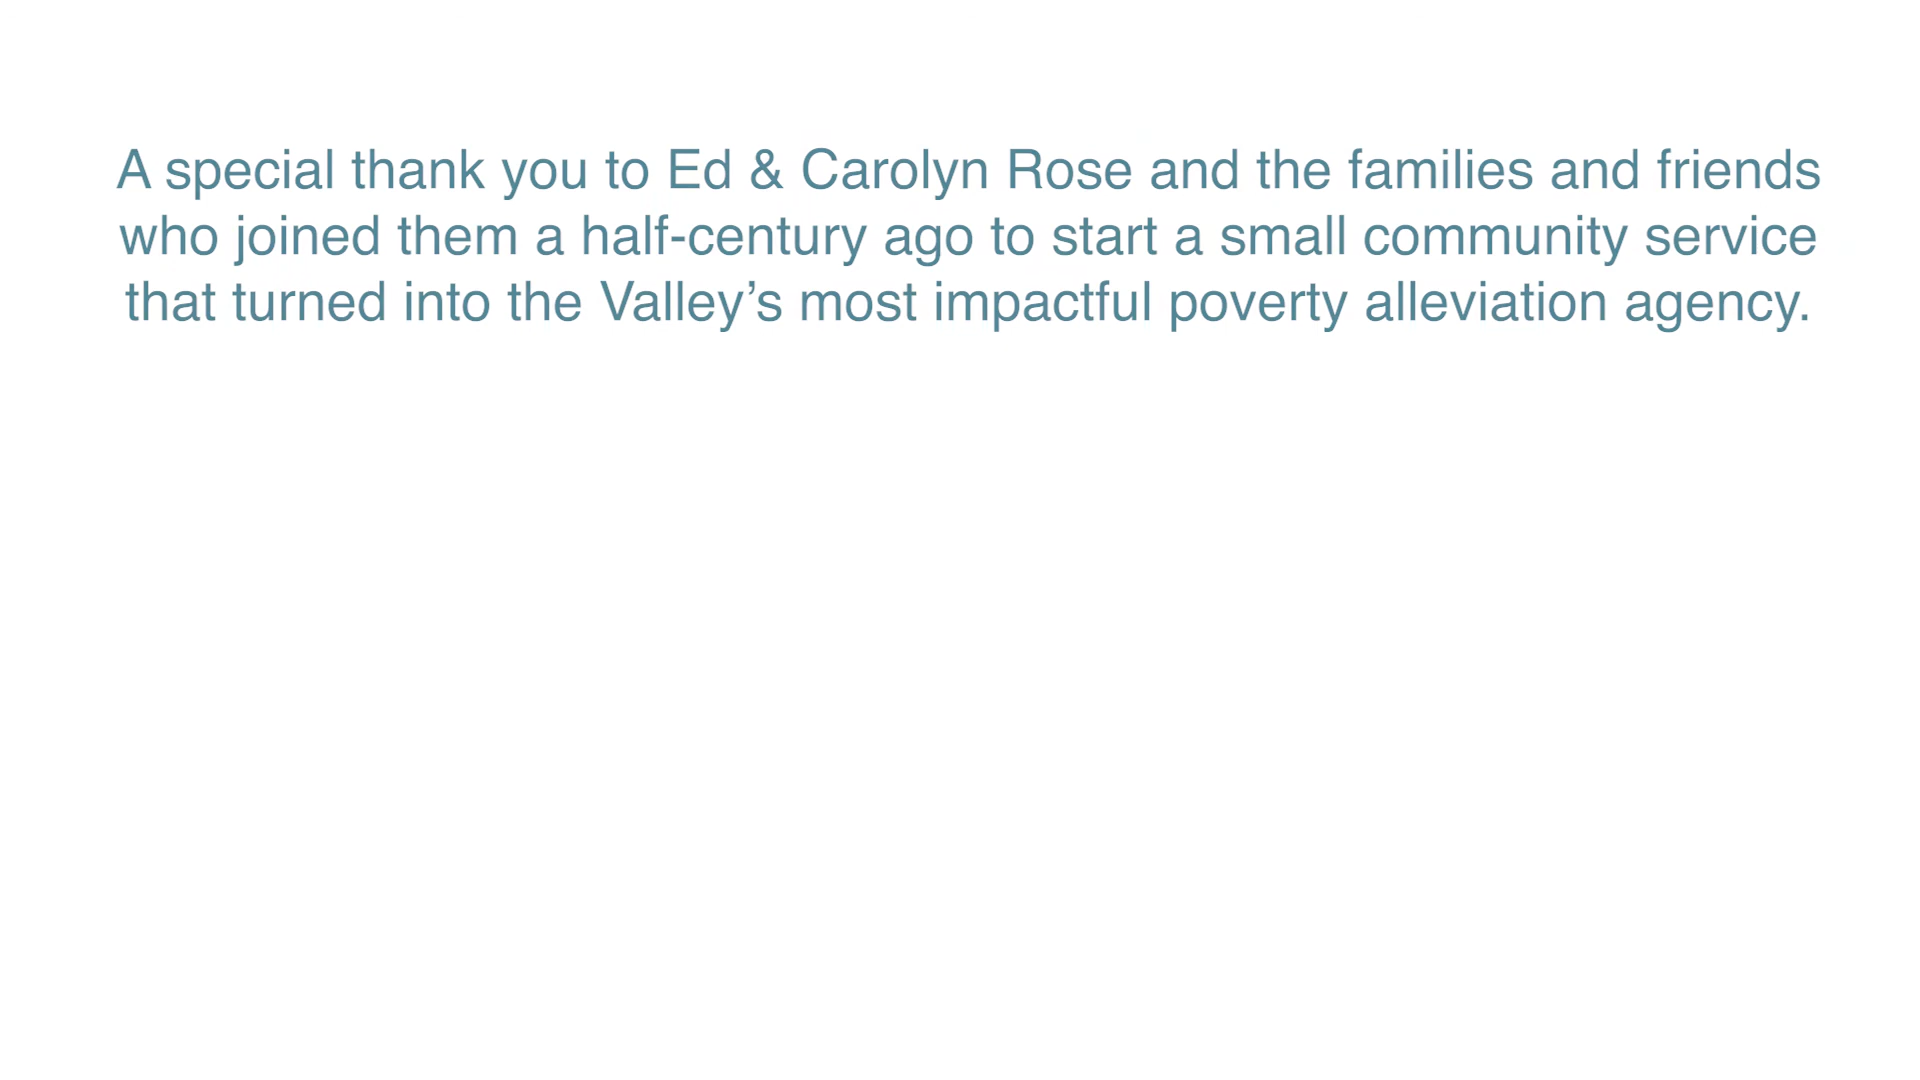 A special thank you to Ed & Carolyn Rose and the families and friends
who joined them a half-century ago to start a small community service
that turned into the Valley’s most impactful poverty alleviation agency.